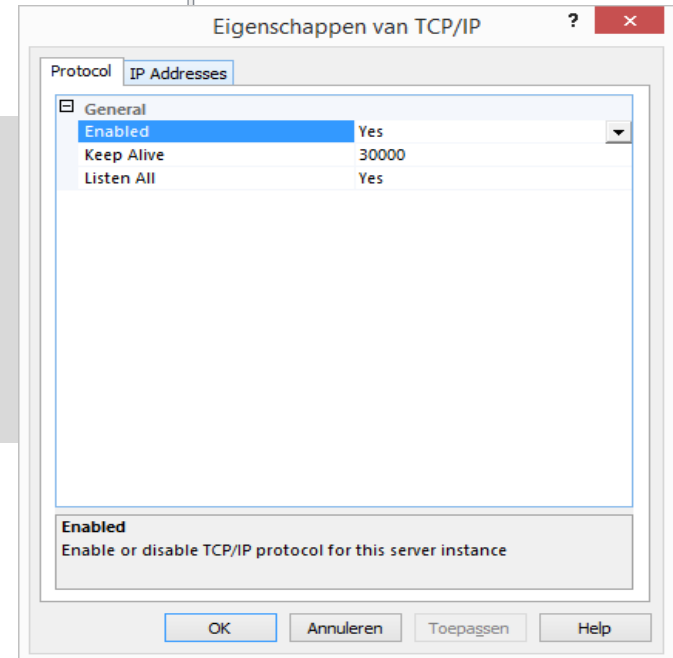 Eigenschappen van TCP/IP
Protocol IP Addresses
General
Enabled Yes
Keep Alive 30000
Listen All Yes
Enabled
Enable or disable TCP/IP protocol for this server instance
OK Annuleren Toepassen Help